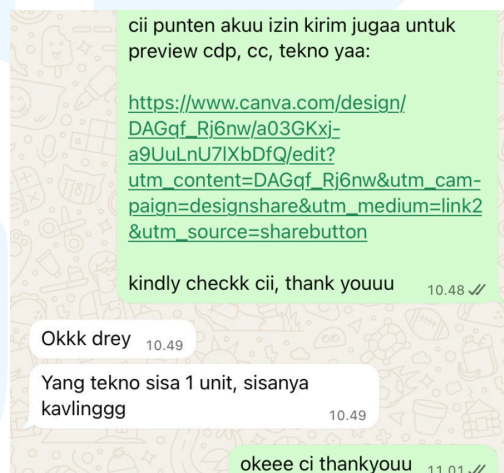 cii punten akuu izin kirim jugaa untuk
preview cdp, cc, tekno yaa:
https://www.canva.com/design/
DAGqf_Rj6nw/a03GKxj-
a9UuLnU7lXbDfQ/edit?
utm_content=DAGqf_Rj6nw&utm_cam-
paign=designshare&utm_medium=link2
&utm_source=sharebutton
kindly checkk cii, thank youuu 10.48
Okkk drey 10.49
Yang tekno sisa 1 unit, sisanya
kavlinggg 10.49
okeee ci thankyouu 11.01